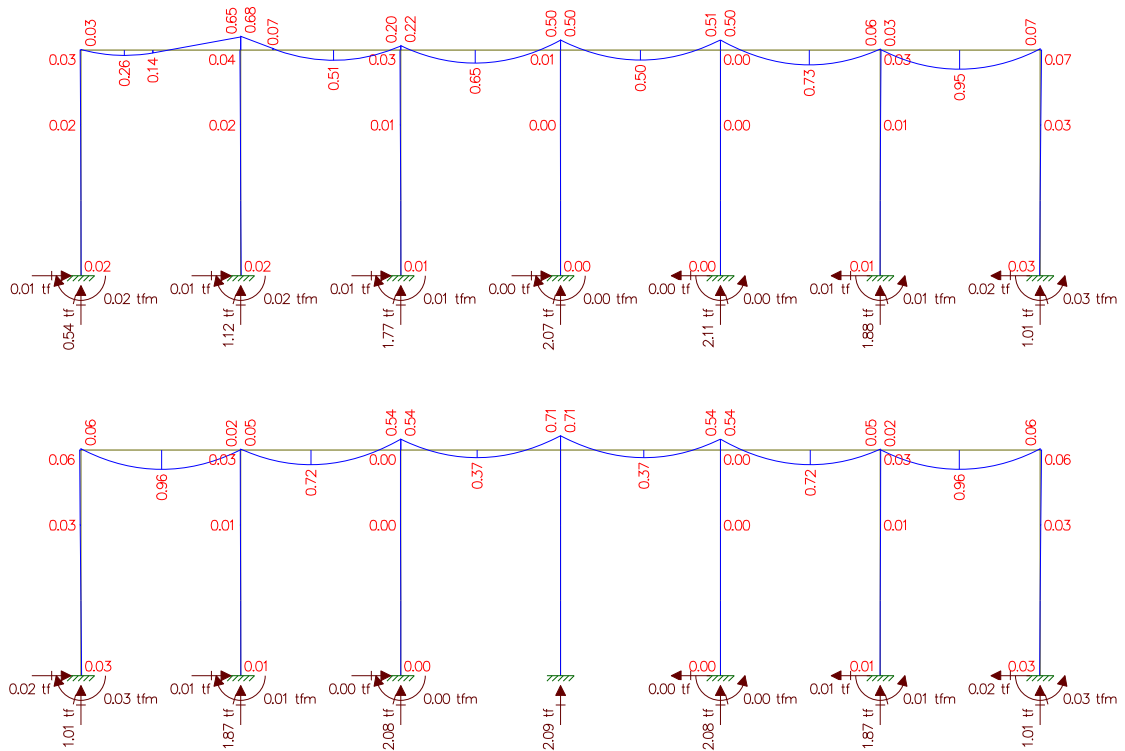 0.03 0.65 0.68 0.07 0.20 0.22 0.50 0.50 0.51 0.50 0.06 0.03 0.07
0.03 0.26 0.14 0.04 0.51 0.03 0.65 0.01 0.50 0.00 0.73 0.03 0.95 0.07
0.02 0.02 0.01 0.00 0.00 0.01 0.03
0.02 0.02 0.01 0.00 0.00 0.01 0.03
0.01 tf 0.01 tf 0.01 tf 0.00 tf 0.00 tf 0.01 tf 0.02 tf
0.02 tfm 0.02 tfm 0.01 tfm 0.00 tfm 0.00 tfm 0.01 tfm 0.03 tfm
0.54 tf 1.12 tf 1.77 tf 2.07 tf 2.11 tf 1.88 tf 1.01 tf
0.06 0.02 0.05 0.54 0.54 0.71 0.71 0.54 0.54 0.05 0.02 0.06
0.06 0.96 0.03 0.72 0.00 0.37 0.37 0.00 0.72 0.03 0.96 0.06
0.03 0.01 0.00 0.00 0.01 0.03
0.03 0.01 0.00 0.00 0.01 0.03
0.02 tf 0.01 tf 0.00 tf 0.00 tf 0.01 tf 0.02 tf
0.03 tfm 0.01 tfm 0.00 tfm 0.00 tfm 0.01 tfm 0.03 tfm
1.01 tf 1.87 tf 2.08 tf 2.09 tf 2.08 tf 1.87 tf 1.01 tf